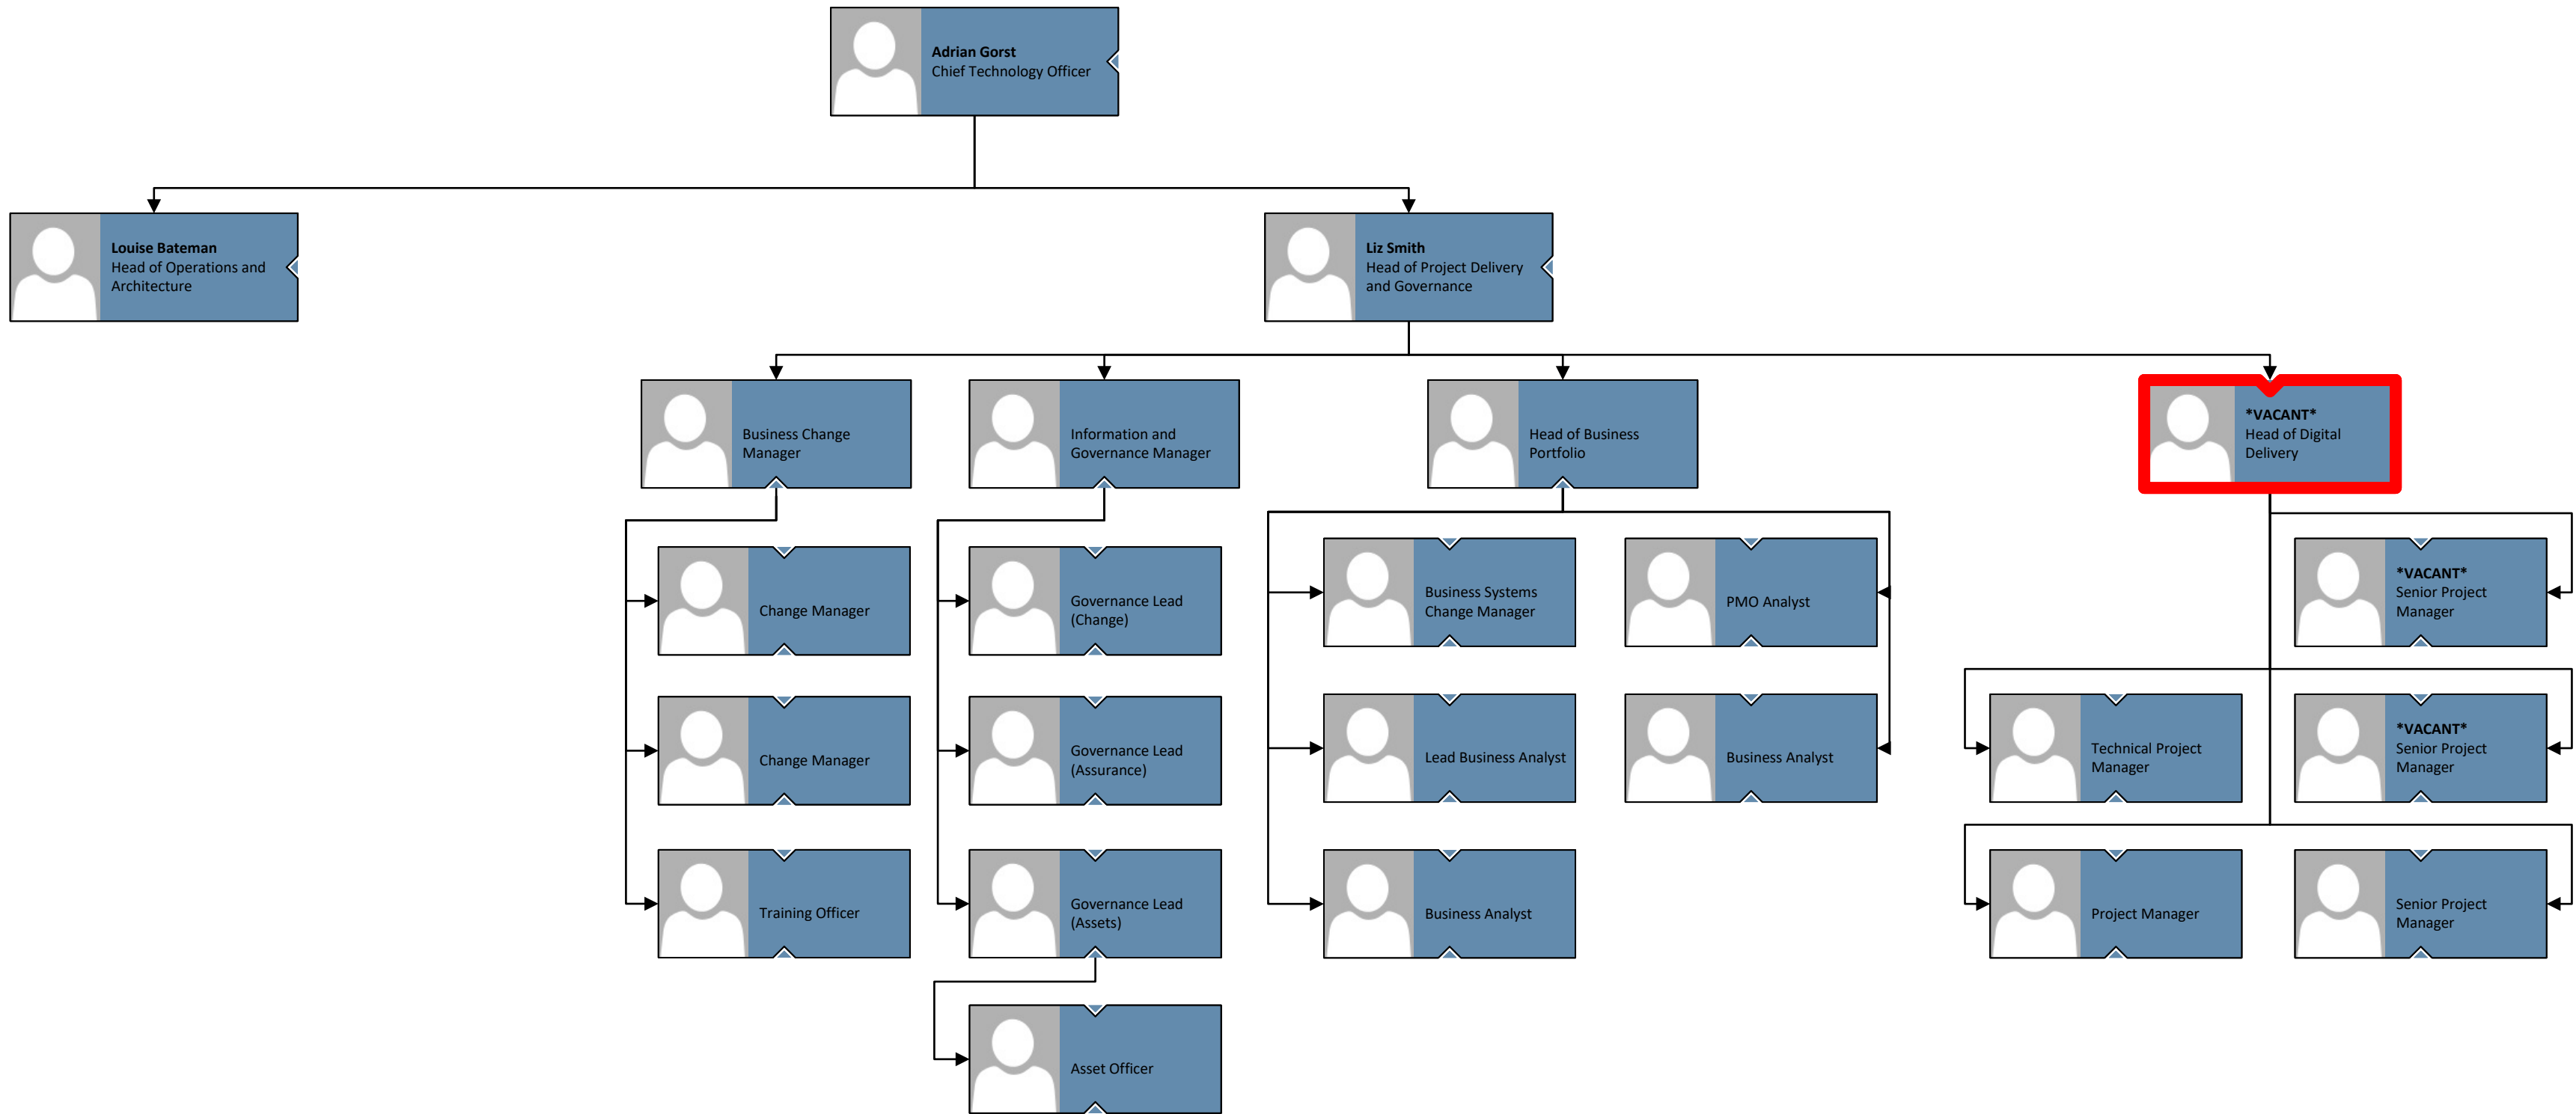 Adrian Gorst
Chief Technology Officer
Louise Bateman
Head of Operations and
Architecture
Liz Smith
Head of Project Delivery
and Governance
Business Change
Manager
Information and
Governance Manager
Head of Business
Portfolio
*VACANT*
Head of Digital
Delivery
Change Manager
Governance Lead
(Change)
Business Systems
Change Manager
PMO Analyst
*VACANT*
Senior Project
Manager
Change Manager
Governance Lead
(Assurance)
Lead Business Analyst
Business Analyst
Technical Project
Manager
*VACANT*
Senior Project
Manager
Training Officer
Governance Lead
(Assets)
Business Analyst
Project Manager
Senior Project
Manager
Asset Officer